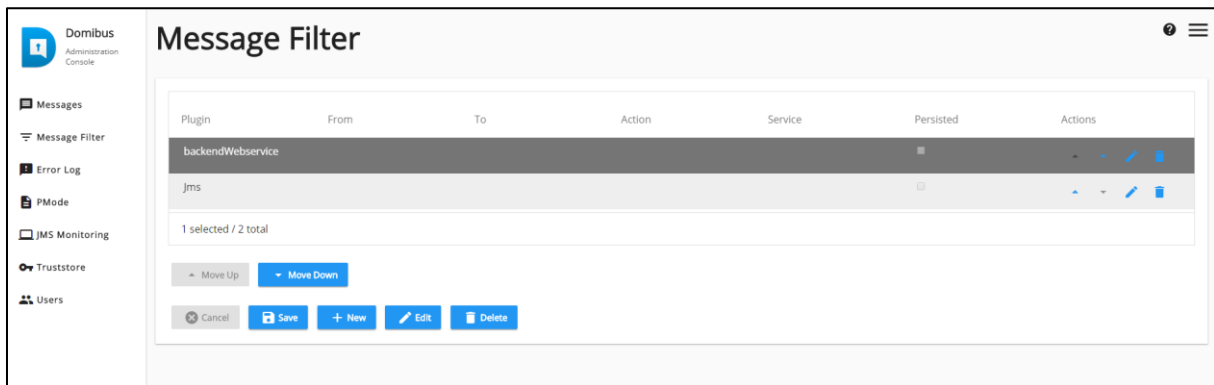 Domibus
Administration
Console
Message Filter
Messages
Message Filter
Error Log
PMode
JMS Monitoring
Truststore
Users
Plugin From To Action Service Persisted Actions
backendWebservice
Jms
1 selected / 2 total
Move Up Move Down
Cancel Save New Edit Delete